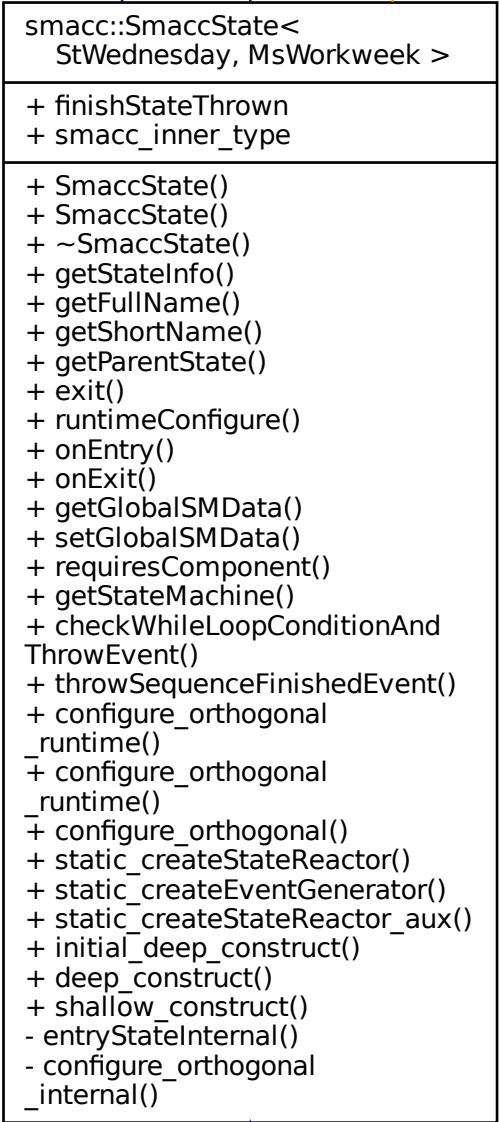 smacc::SmaccState<
StWednesday, MsWorkweek >
+ finishStateThrown
+ smacc_inner_type
+ SmaccState()
+ SmaccState()
+ ~SmaccState()
+ getStateInfo()
+ getFullName()
+ getShortName()
+ getParentState()
+ exit()
+ runtimeConfigure()
+ onEntry()
+ onExit()
+ getGlobalSMData()
+ setGlobalSMData()
+ requiresComponent()
+ getStateMachine()
+ checkWhileLoopConditionAnd
ThrowEvent()
+ throwSequenceFinishedEvent()
+ configure_orthogonal
_runtime()
+ configure_orthogonal
_runtime()
+ configure_orthogonal()
+ static_createStateReactor()
+ static_createEventGenerator()
+ static_createStateReactor_aux()
+ initial_deep_construct()
+ deep_construct()
+ shallow_construct()
- entryStateInternal()
- configure_orthogonal
_internal()